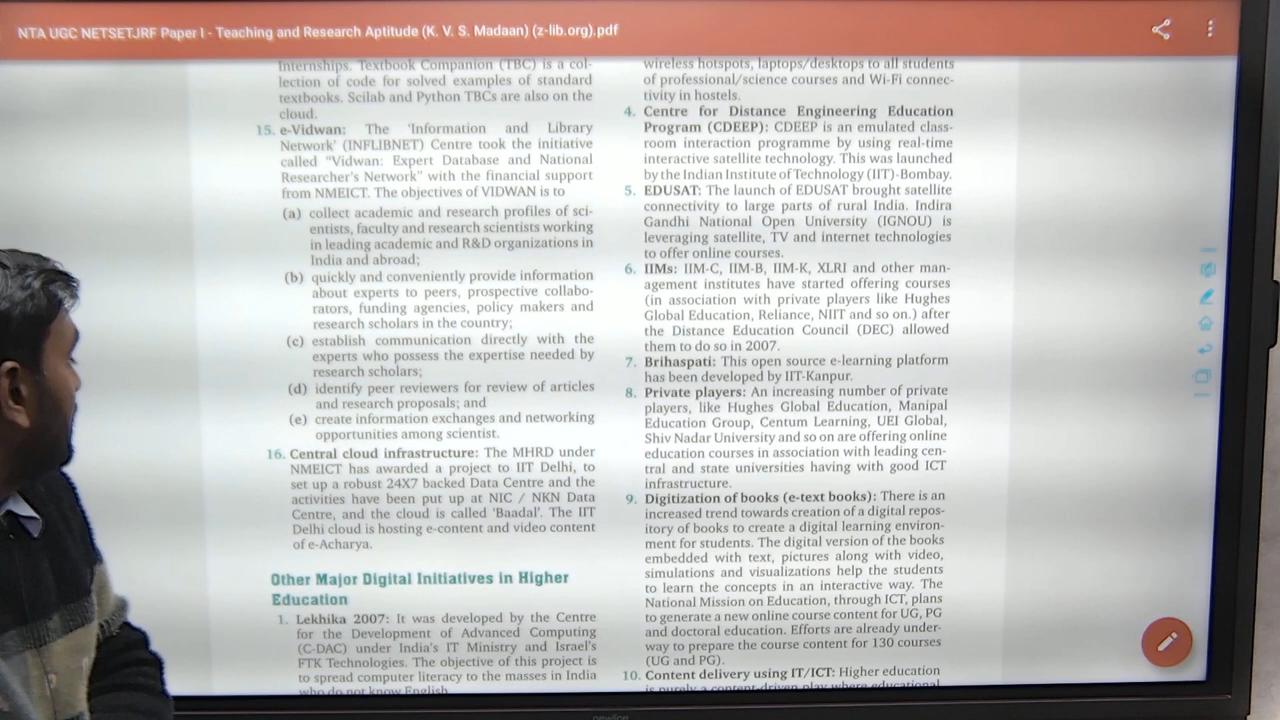 NTA UGC NETSETJRF Paper I - Teaching and Research Aptitude (K. V. S. Madaan) (z-lib.org).pdf
Internships. Textbook Companion (TBC) is a col-
lection of code for solved examples of standard
textbooks. Scilab and Python TBCs are also on the
cloud.
15. e-Vidwan: The 'Information and Library
Network' (INFLIBNET) Centre took the initiative
called "Vidwan: Expert Database and National
Researcher's Network" with the financial support
from NMEICT. The objectives of VIDWAN is to
(a) collect academic and research profiles of sci-
entists, faculty and research scientists working
in leading academic and R&D organizations in
India and abroad;
(b) quickly and conveniently provide information
about experts to peers, prospective collabo-
rators, funding agencies, policy makers and
research scholars in the country;
(c) establish communication directly with the
experts who possess the expertise needed by
research scholars;
(d) identify peer reviewers for review of articles
and research proposals; and
(e) create information exchanges and networking
opportunities among scientist.
16. Central cloud infrastructure: The MHRD under
NMEICT has awarded a project to IIT Delhi, to
set up a robust 24X7 backed Data Centre and the
activities have been put up at NIC / NKN Data
Centre, and the cloud is called 'Baadal'. The IIT
Delhi cloud is hosting e-content and video content
of e-Acharya.
Other Major Digital Initiatives in Higher
Education
1. Lekhika 2007: It was developed by the Centre
for the Development of Advanced Computing
(C-DAC) under India's IT Ministry and Israel's
FTK Technologies. The objective of this project is
to spread computer literacy to the masses in India
who do not know English
wireless hotspots, laptops/desktops to all students
of professional/science courses and Wi-Fi connec-
tivity in hostels.
4. Centre for Distance Engineering Education
Program (CDEEP): CDEEP is an emulated class-
room interaction programme by using real-time
interactive satellite technology. This was launched
by the Indian Institute of Technology (IIT)-Bombay.
5. EDUSAT: The launch of EDUSAT brought satellite
connectivity to large parts of rural India. Indira
Gandhi National Open University (IGNOU) is
leveraging satellite, TV and internet technologies
to offer online courses.
6. IIMs: IIM-C, IIM-B, IIM-K, XLRI and other man-
agement institutes have started offering courses
(in association with private players like Hughes
Global Education, Reliance, NIIT and so on.) after
the Distance Education Council (DEC) allowed
them to do so in 2007.
7. Brihaspati: This open source e-learning platform
has been developed by IIT-Kanpur.
8. Private players: An increasing number of private
players, like Hughes Global Education, Manipal
Education Group, Centum Learning, UEI Global,
Shiv Nadar University and so on are offering online
education courses in association with leading cen-
tral and state universities having with good ICT
infrastructure.
9. Digitization of books (e-text books): There is an
increased trend towards creation of a digital repos-
itory of books to create a digital learning environ-
ment for students. The digital version of the books
embedded with text, pictures along with video,
simulations and visualizations help the students
to learn the concepts in an interactive way. The
National Mission on Education, through ICT, plans
to generate a new online course content for UG, PG
and doctoral education. Efforts are already under-
way to prepare the course content for 130 courses
(UG and PG).
10. Content delivery using IT/ICT: Higher education
is purely a content-driven play where educational
newline